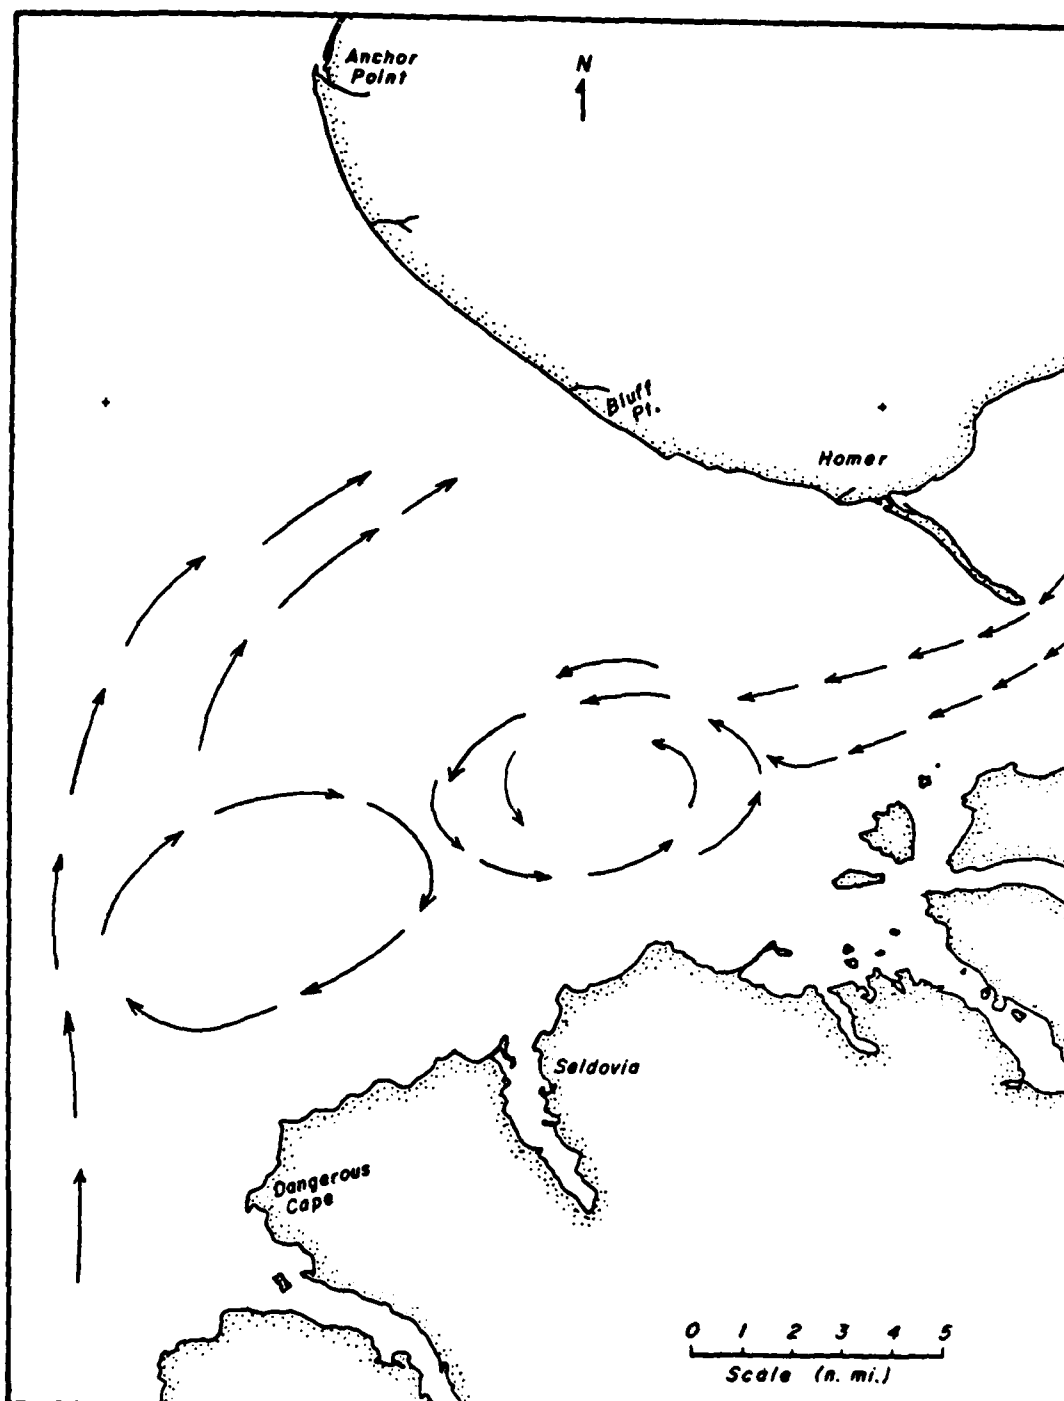 Anchor
Point
N
Bluff
Pt.
Homer
Seldovia
Dangerous
Cape
0 1 2 3 4 5
Scale (n. mi.)